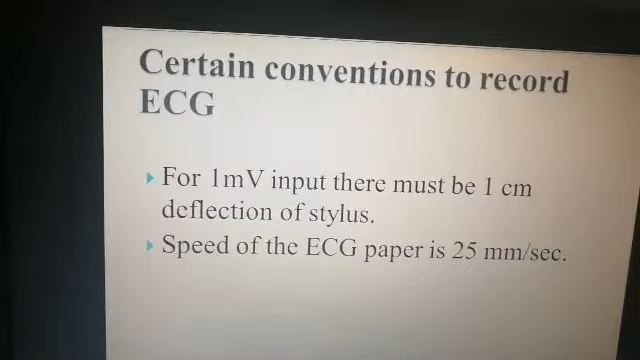 Certain conventions to record
ECG
For 1mV input there must be 1 cm
deflection of stylus.
Speed of the ECG paper is 25 mm/sec.